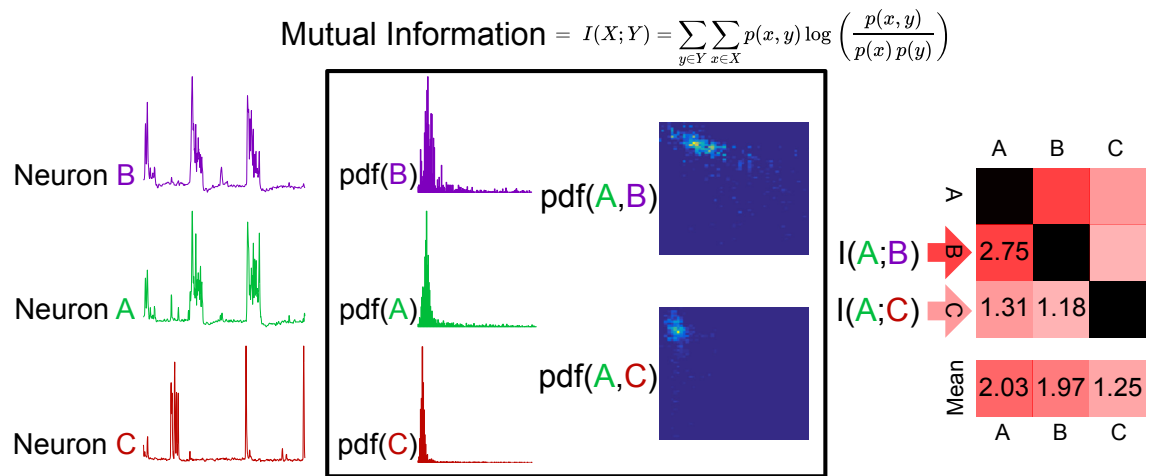 Mutual Information = I(X;Y) = ∑_{y∈Y} ∑_{x∈X} p(x,y) log ( p(x,y) / p(x) p(y) )
Neuron B
Neuron A
Neuron C
pdf(B)
pdf(A)
pdf(C)
pdf(A,B)
pdf(A,C)
I(A;B)
I(A;C)
A B C
A
B 2.75
C 1.31 1.18
Mean 2.03 1.97 1.25
A B C